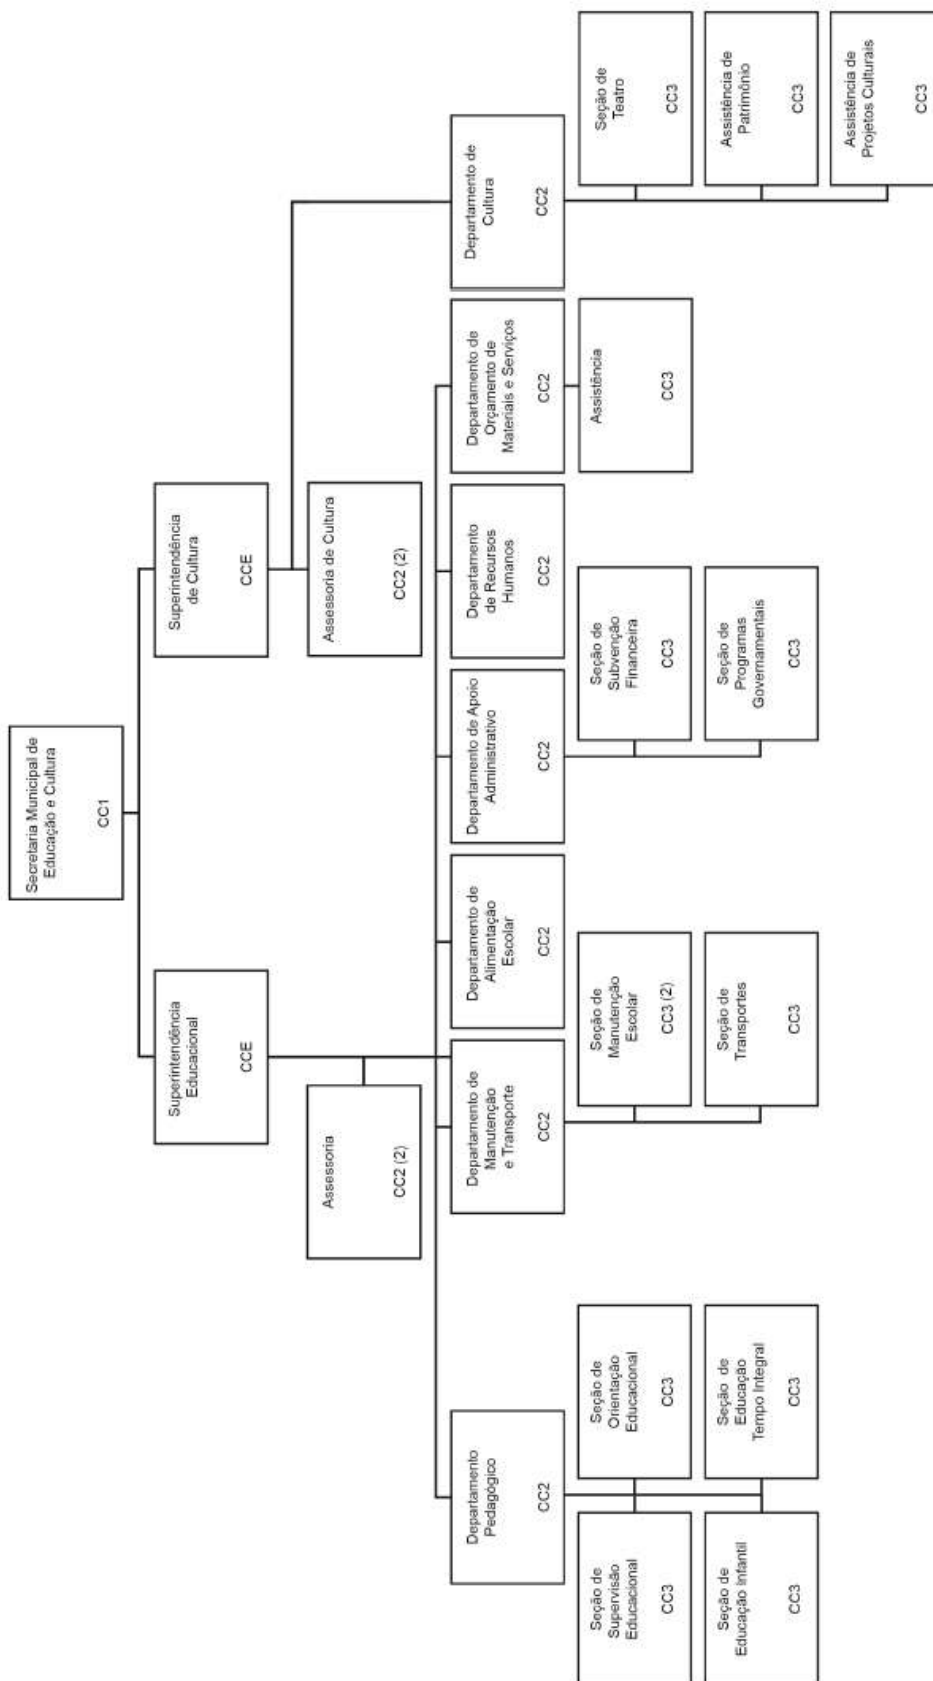 Secretaria Municipal de
Educação e Cultura
CC1
Superintendência
Educacional
CCE
Superintendência
de Cultura
CCE
Assessoria
CC2 (2)
Assessoria de Cultura
CC2 (2)
Departamento
Pedagógico
CC2
Departamento de
Manutenção
e Transporte
CC2
Departamento de
Alimentação
Escolar
CC2
Departamento de Apoio
Administrativo
CC2
Departamento
de Recursos
Humanos
CC2
Departamento de
Orçamento de
Materiais e Serviços
CC2
Departamento de
Cultura
CC2
Seção de
Supervisão
Educacional
CC3
Seção de
Orientação
Educacional
CC3
Seção de
Manutenção
Escolar
CC3 (2)
Seção de
Subvenção
Financeira
CC3
Assistência
CC3
Seção de
Teatro
CC3
Seção de
Educação Infantil
CC3
Seção de
Educação
Tempo Integral
CC3
Seção de
Transportes
CC3
Seção de
Programas
Governamentais
CC3
Assistência de
Patrimônio
CC3
Assistência de
Projetos Culturais
CC3